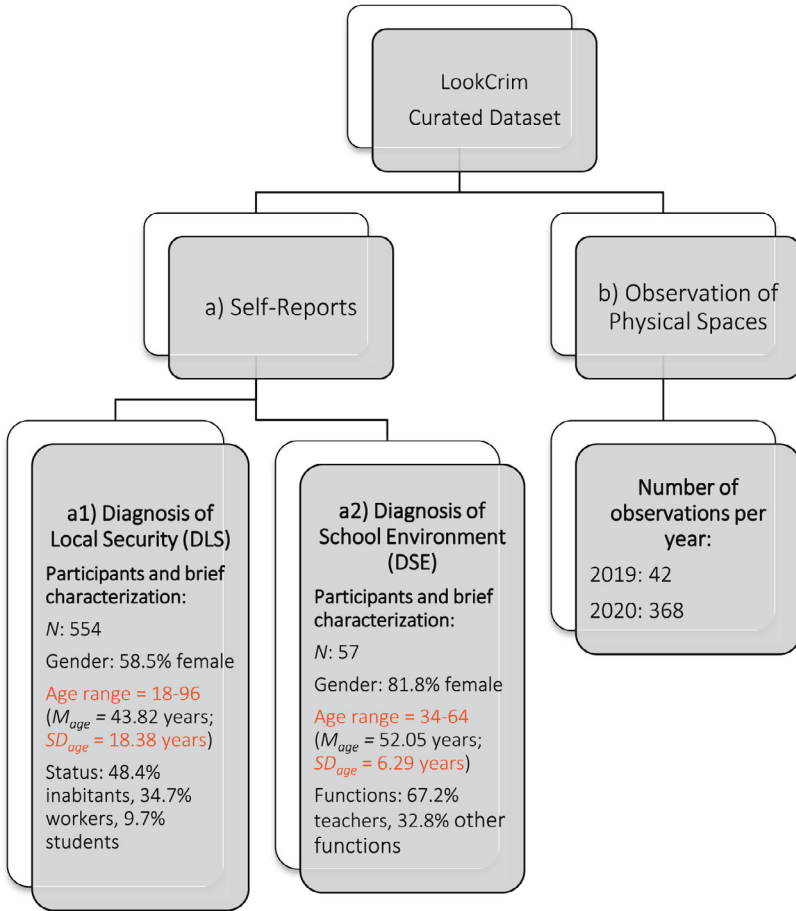 LookCrim
Curated Dataset
a) Self-Reports
b) Observation of
Physical Spaces
a1) Diagnosis of
Local Security (DLS)
Participants and brief
characterization:
N: 554
Gender: 58.5% female
Age range = 18-96
(Mage = 43.82 years;
SDage = 18.38 years)
Status: 48.4%
inabitants, 34.7%
workers, 9.7%
students
a2) Diagnosis of
School Environment
(DSE)
Participants and brief
characterization:
N: 57
Gender: 81.8% female
Age range = 34-64
(Mage = 52.05 years;
SDage = 6.29 years)
Functions: 67.2%
teachers, 32.8% other
functions
Number of
observations per
year:
2019: 42
2020: 368